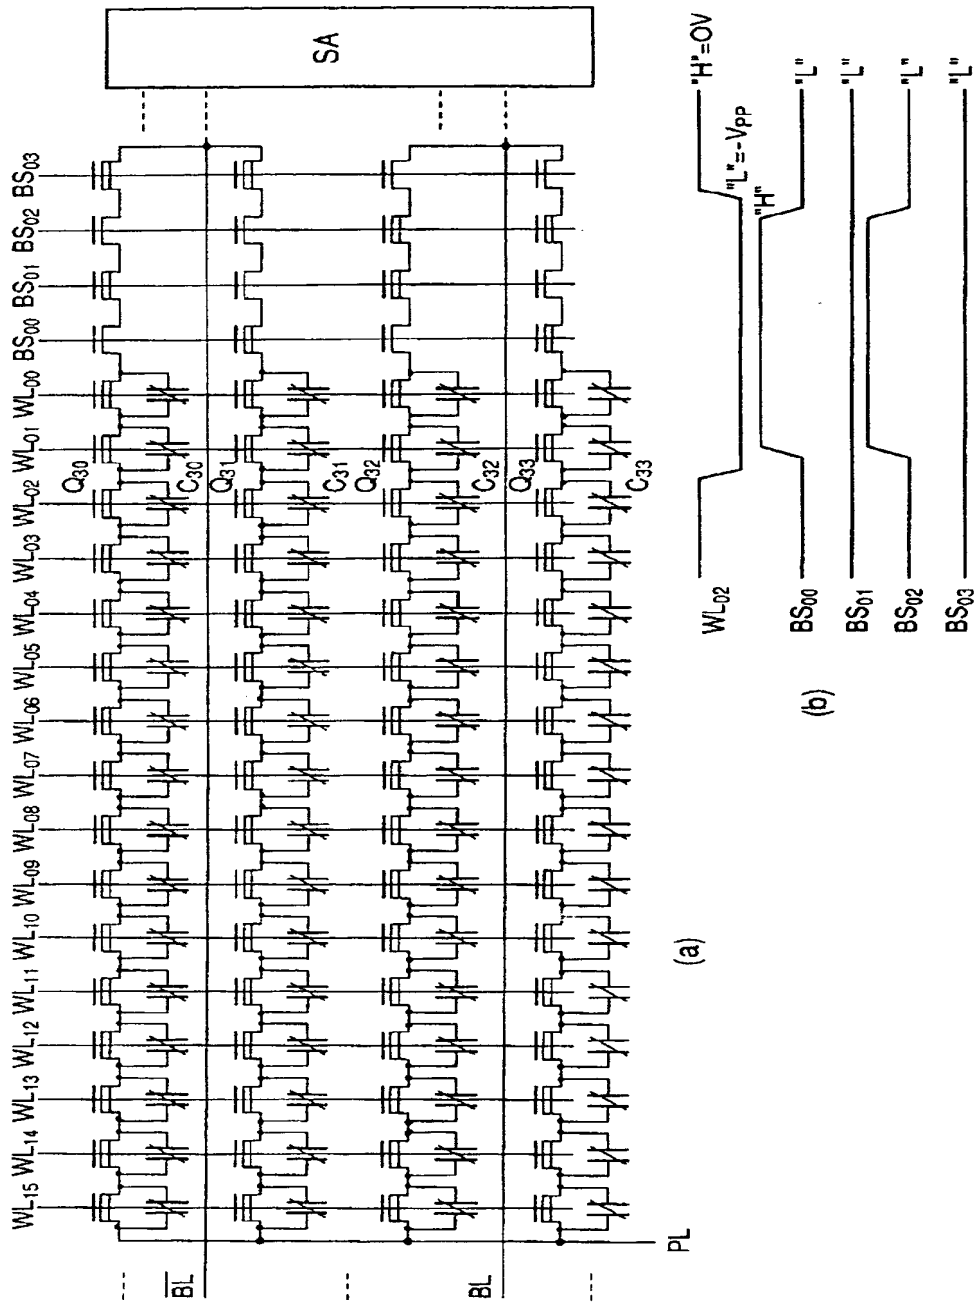 WL15 WL14 WL13 WL12 WL11 WL10 WL09 WL08 WL07 WL06 WL05 WL04 WL03 WL02 WL01 WL00 BS00 BS01 BS02 BS03
Q30
C30
BL
Q31
C31
Q32
C32
BL
Q33
C33
PL
SA
(a)
WL02 "H"=0V
"L"=-VPP
BS00 "H" "L"
BS01 "L"
BS02 "L"
BS03 "L"
(b)